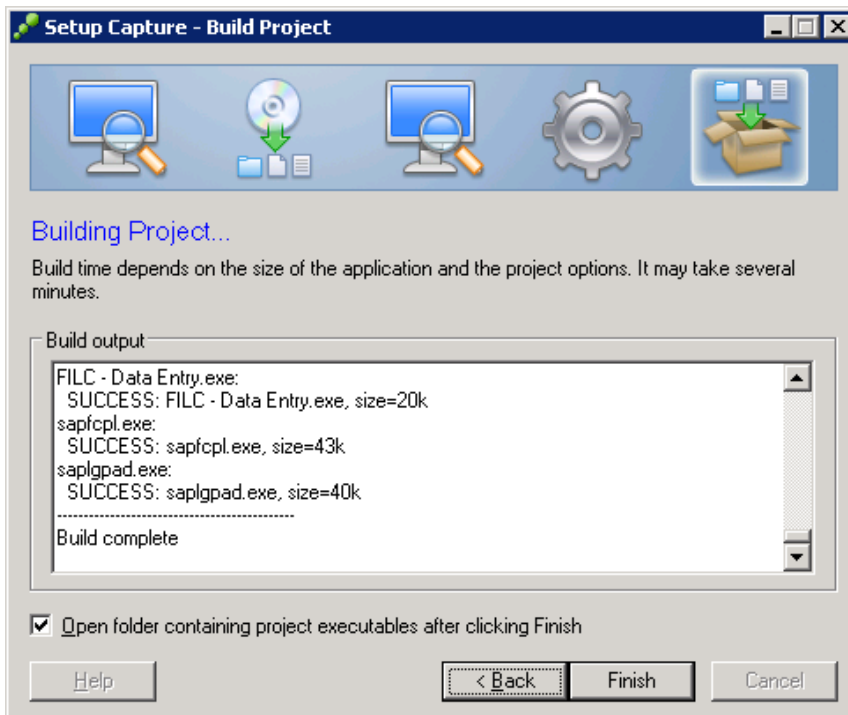 Setup Capture - Build Project
Building Project...
Build time depends on the size of the application and the project options. It may take several
minutes.
Build output
FILC - Data Entry.exe:
SUCCESS: FILC - Data Entry.exe, size=20k
sapfcpl.exe:
SUCCESS: sapfcpl.exe, size=43k
saplgpad.exe:
SUCCESS: saplgpad.exe, size=40k
--------------------------------------------
Build complete
Open folder containing project executables after clicking Finish
Help
< Back
Finish
Cancel